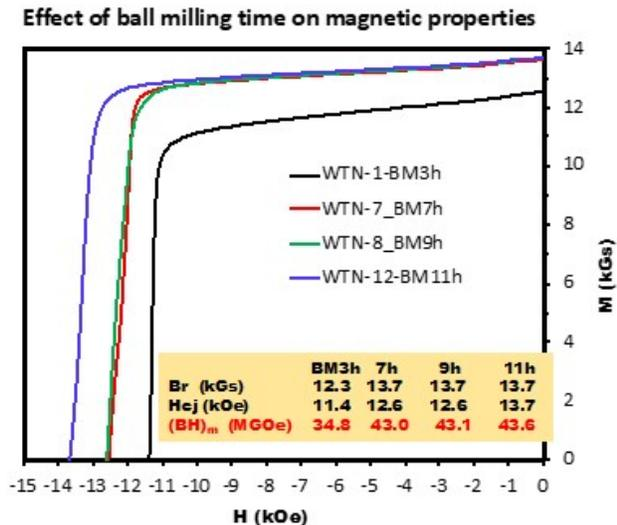 Effect of ball milling time on magnetic properties
14
12
10
8
6
4
2
0
M (kGs)
WTN-1-BM3h
WTN-7_BM7h
WTN-8_BM9h
WTN-12-BM11h
BM3h 7h 9h 11h
Br (kGs) 12.3 13.7 13.7 13.7
Hcj (kOe) 11.4 12.6 12.6 13.7
(BH)m (MGOe) 34.8 43.0 43.1 43.6
-15 -14 -13 -12 -11 -10 -9 -8 -7 -6 -5 -4 -3 -2 -1 0
H (kOe)